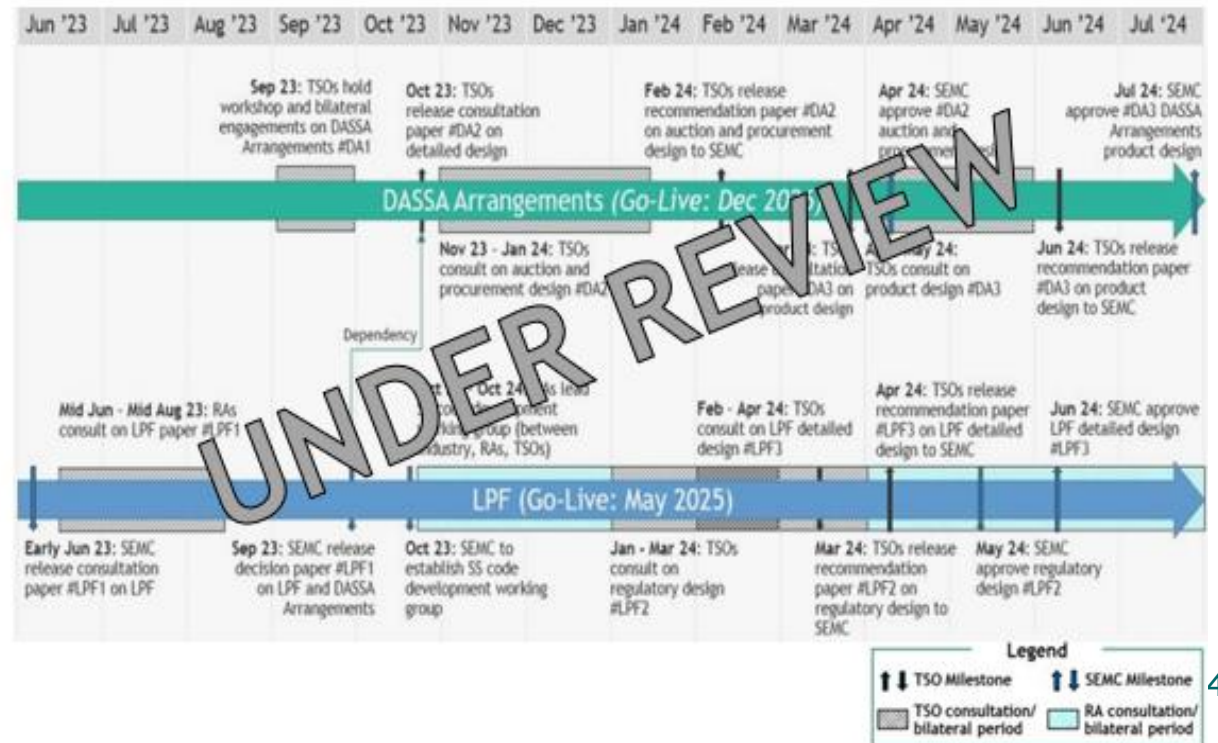 Jun '23 Jul '23 Aug '23 Sep '23 Oct '23 Nov '23 Dec '23 Jan '24 Feb '24 Mar '24 Apr '24 May '24 Jun '24 Jul '24
Sep 23: TSOs hold
workshop and bilateral
engagements on DASSA
Arrangements #DA1
Oct 23: TSOs
release consultation
paper #DA2 on
detailed design
Feb 24: TSOs release
recommendation paper #DA2
on auction and procurement
design to SEMC
Apr 24: SEMC
approve #DA2
auction and
Jul 24: SEMC
approve #DA3 DASSA
Arrangements
product design
DASSA Arrangements (Go-Live: Dec
Nov 23 - Jan 24: TSOs
consult on auction and
procurement design #DA2
on
product design
May 24:
TSOs consult on
product design #DA3
Jun 24: TSOs release
recommendation paper
#DA3 on product
design to SEMC
UNDER REVIEW
Dependency
Mid Jun - Mid Aug 23: RAs
consult on LPF paper #LPF1
Oct 24 lead
group (between
RAs, TSOs)
Feb - Apr 24: TSOs
consult on LPF detailed
design #LPF3
Apr 24: TSOs release
recommendation paper
#LPF3 on LPF detailed
design to SEMC
Jun 24: SEMC approve
LPF detailed design
#LPF3
LPF (Go-Live: May 2025)
Early Jun 23: SEMC
release consultation
paper #LPF1 on LPF
Sep 23: SEMC release
decision paper #LPF1
on LPF and DASSA
Arrangements
Oct 23: SEMC to
establish SS code
development working
group
Jan - Mar 24: TSOs
consult on
regulatory design
#LPF2
Mar 24: TSOs release
recommendation
paper #LPF2 on
regulatory design to
SEMC
May 24: SEMC
approve regulatory
design #LPF2
Legend
TSO Milestone
SEMC Milestone
TSO consultation/
bilateral period
RA consultation/
bilateral period
4